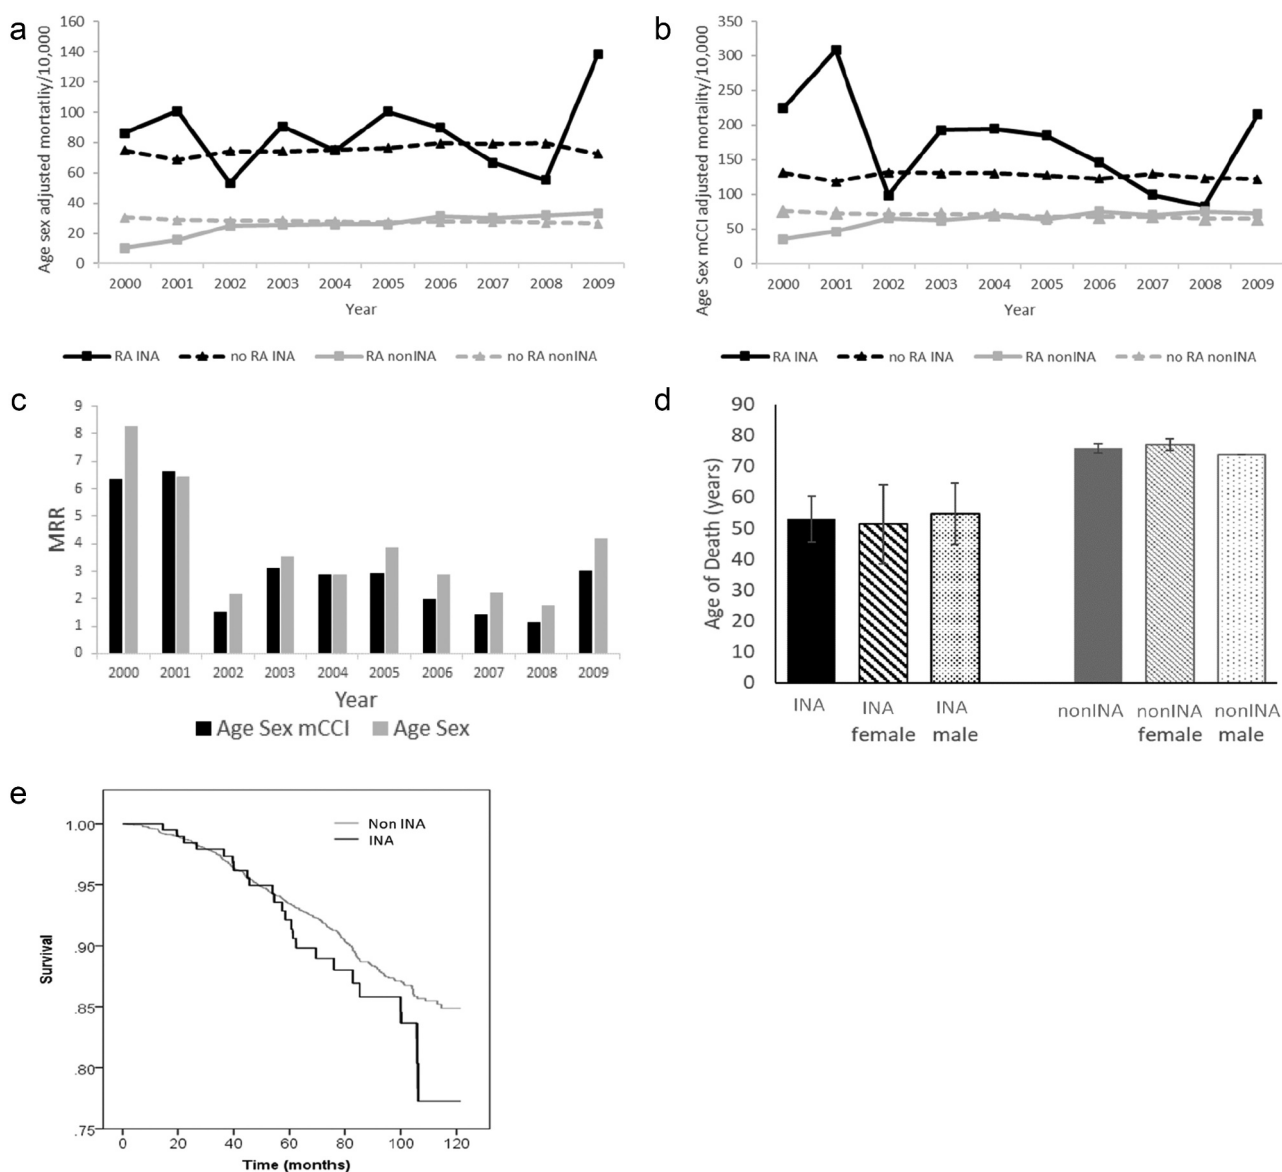 a
Age sex adjusted mortatliy/10,000
160
140
120
100
80
60
40
20
0
2000 2001 2002 2003 2004 2005 2006 2007 2008 2009
Year
RA INA no RA INA RA nonINA no RA nonINA
b
Age Sex mCCI adjusted mortality/10,000
350
300
250
200
150
100
50
0
2000 2001 2002 2003 2004 2005 2006 2007 2008 2009
Year
RA INA no RA INA RA nonINA no RA nonINA
c
MRR
9
8
7
6
5
4
3
2
1
0
2000 2001 2002 2003 2004 2005 2006 2007 2008 2009
Year
Age Sex mCCI Age Sex
d
Age of Death (years)
90
80
70
60
50
40
30
20
10
0
INA INA INA nonINA nonINA nonINA
female male female male
e
Survival
1.00
.95
.90
.85
.80
.75
Non INA
INA
0 20 40 60 80 100 120
Time (months)